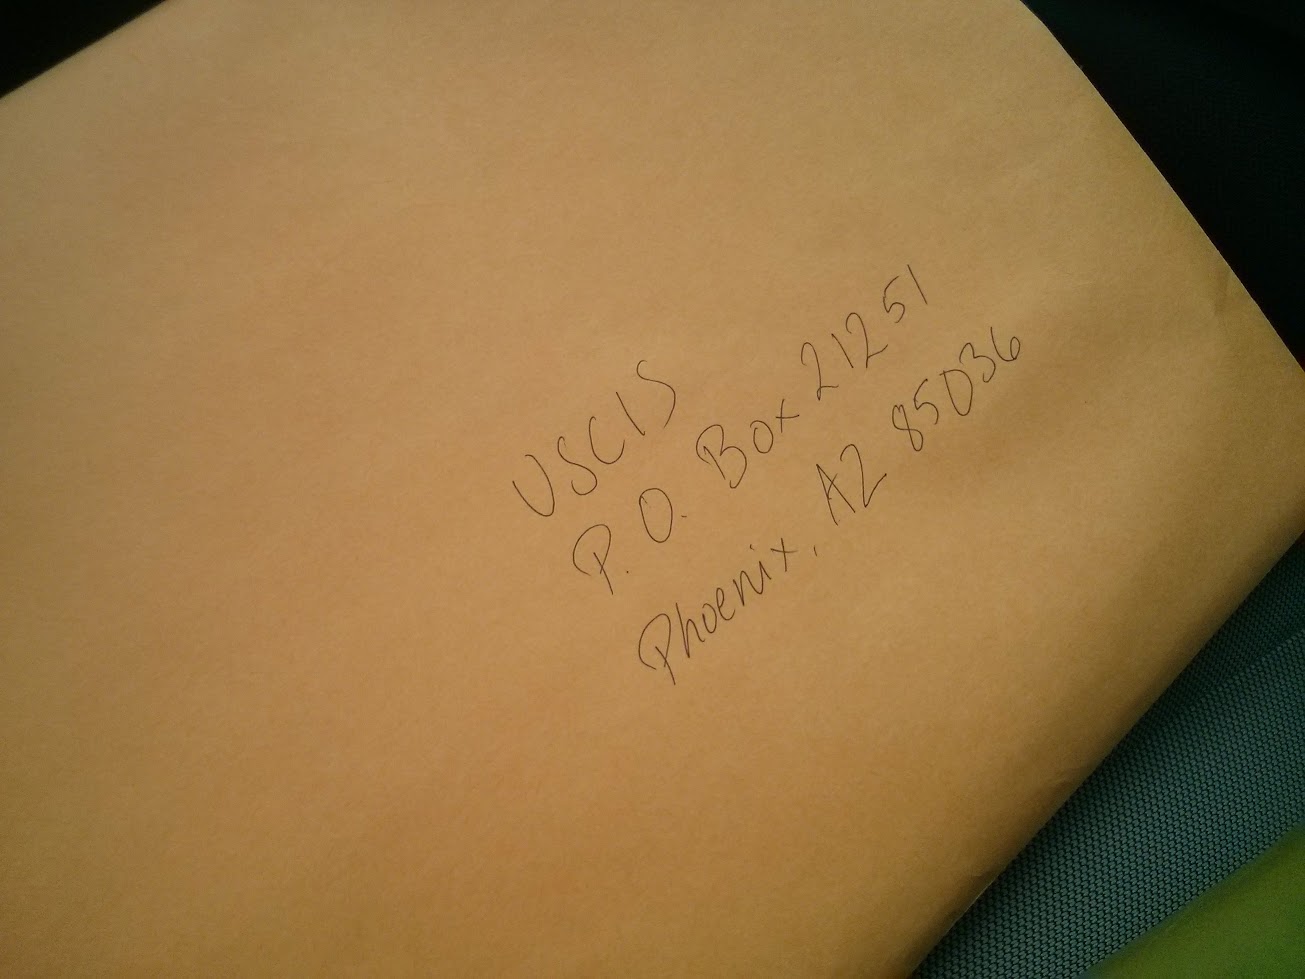 USCIS
P.O. Box 21251
Phoenix, AZ 85036